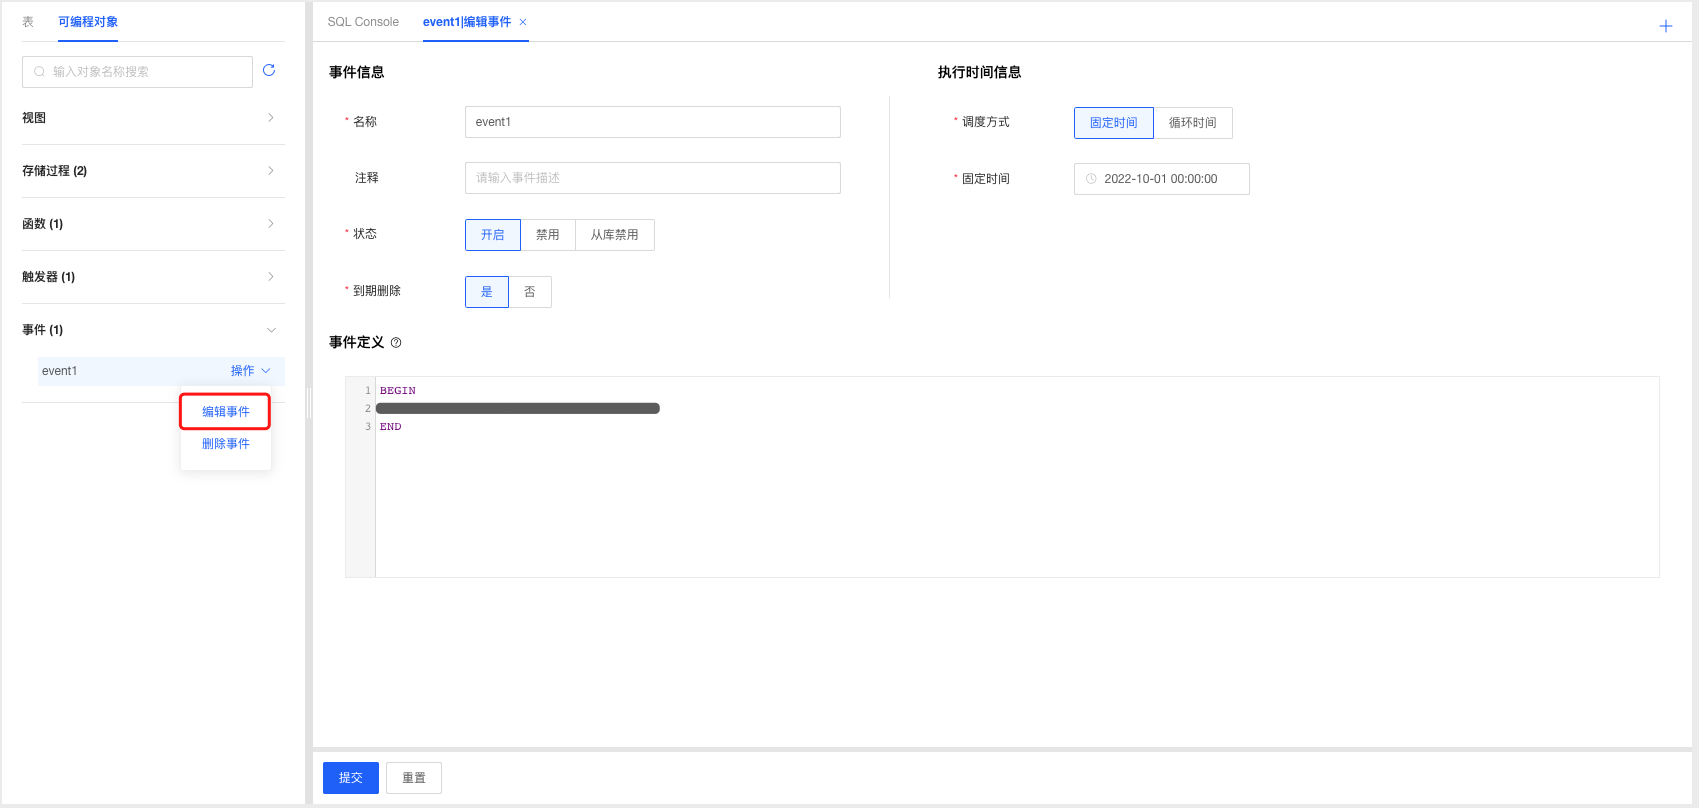 表 可编程对象
输入对象名称搜索
视图
存储过程 (2)
函数 (1)
触发器 (1)
事件 (1)
event1 操作
编辑事件
删除事件
SQL Console event1|编辑事件 ×
事件信息
* 名称 event1
注释 请输入事件描述
* 状态 开启 禁用 从库禁用
* 到期删除 是 否
执行时间信息
* 调度方式 固定时间 循环时间
* 固定时间 2022-10-01 00:00:00
事件定义 ?
1 BEGIN
2
3 END
提交 重置